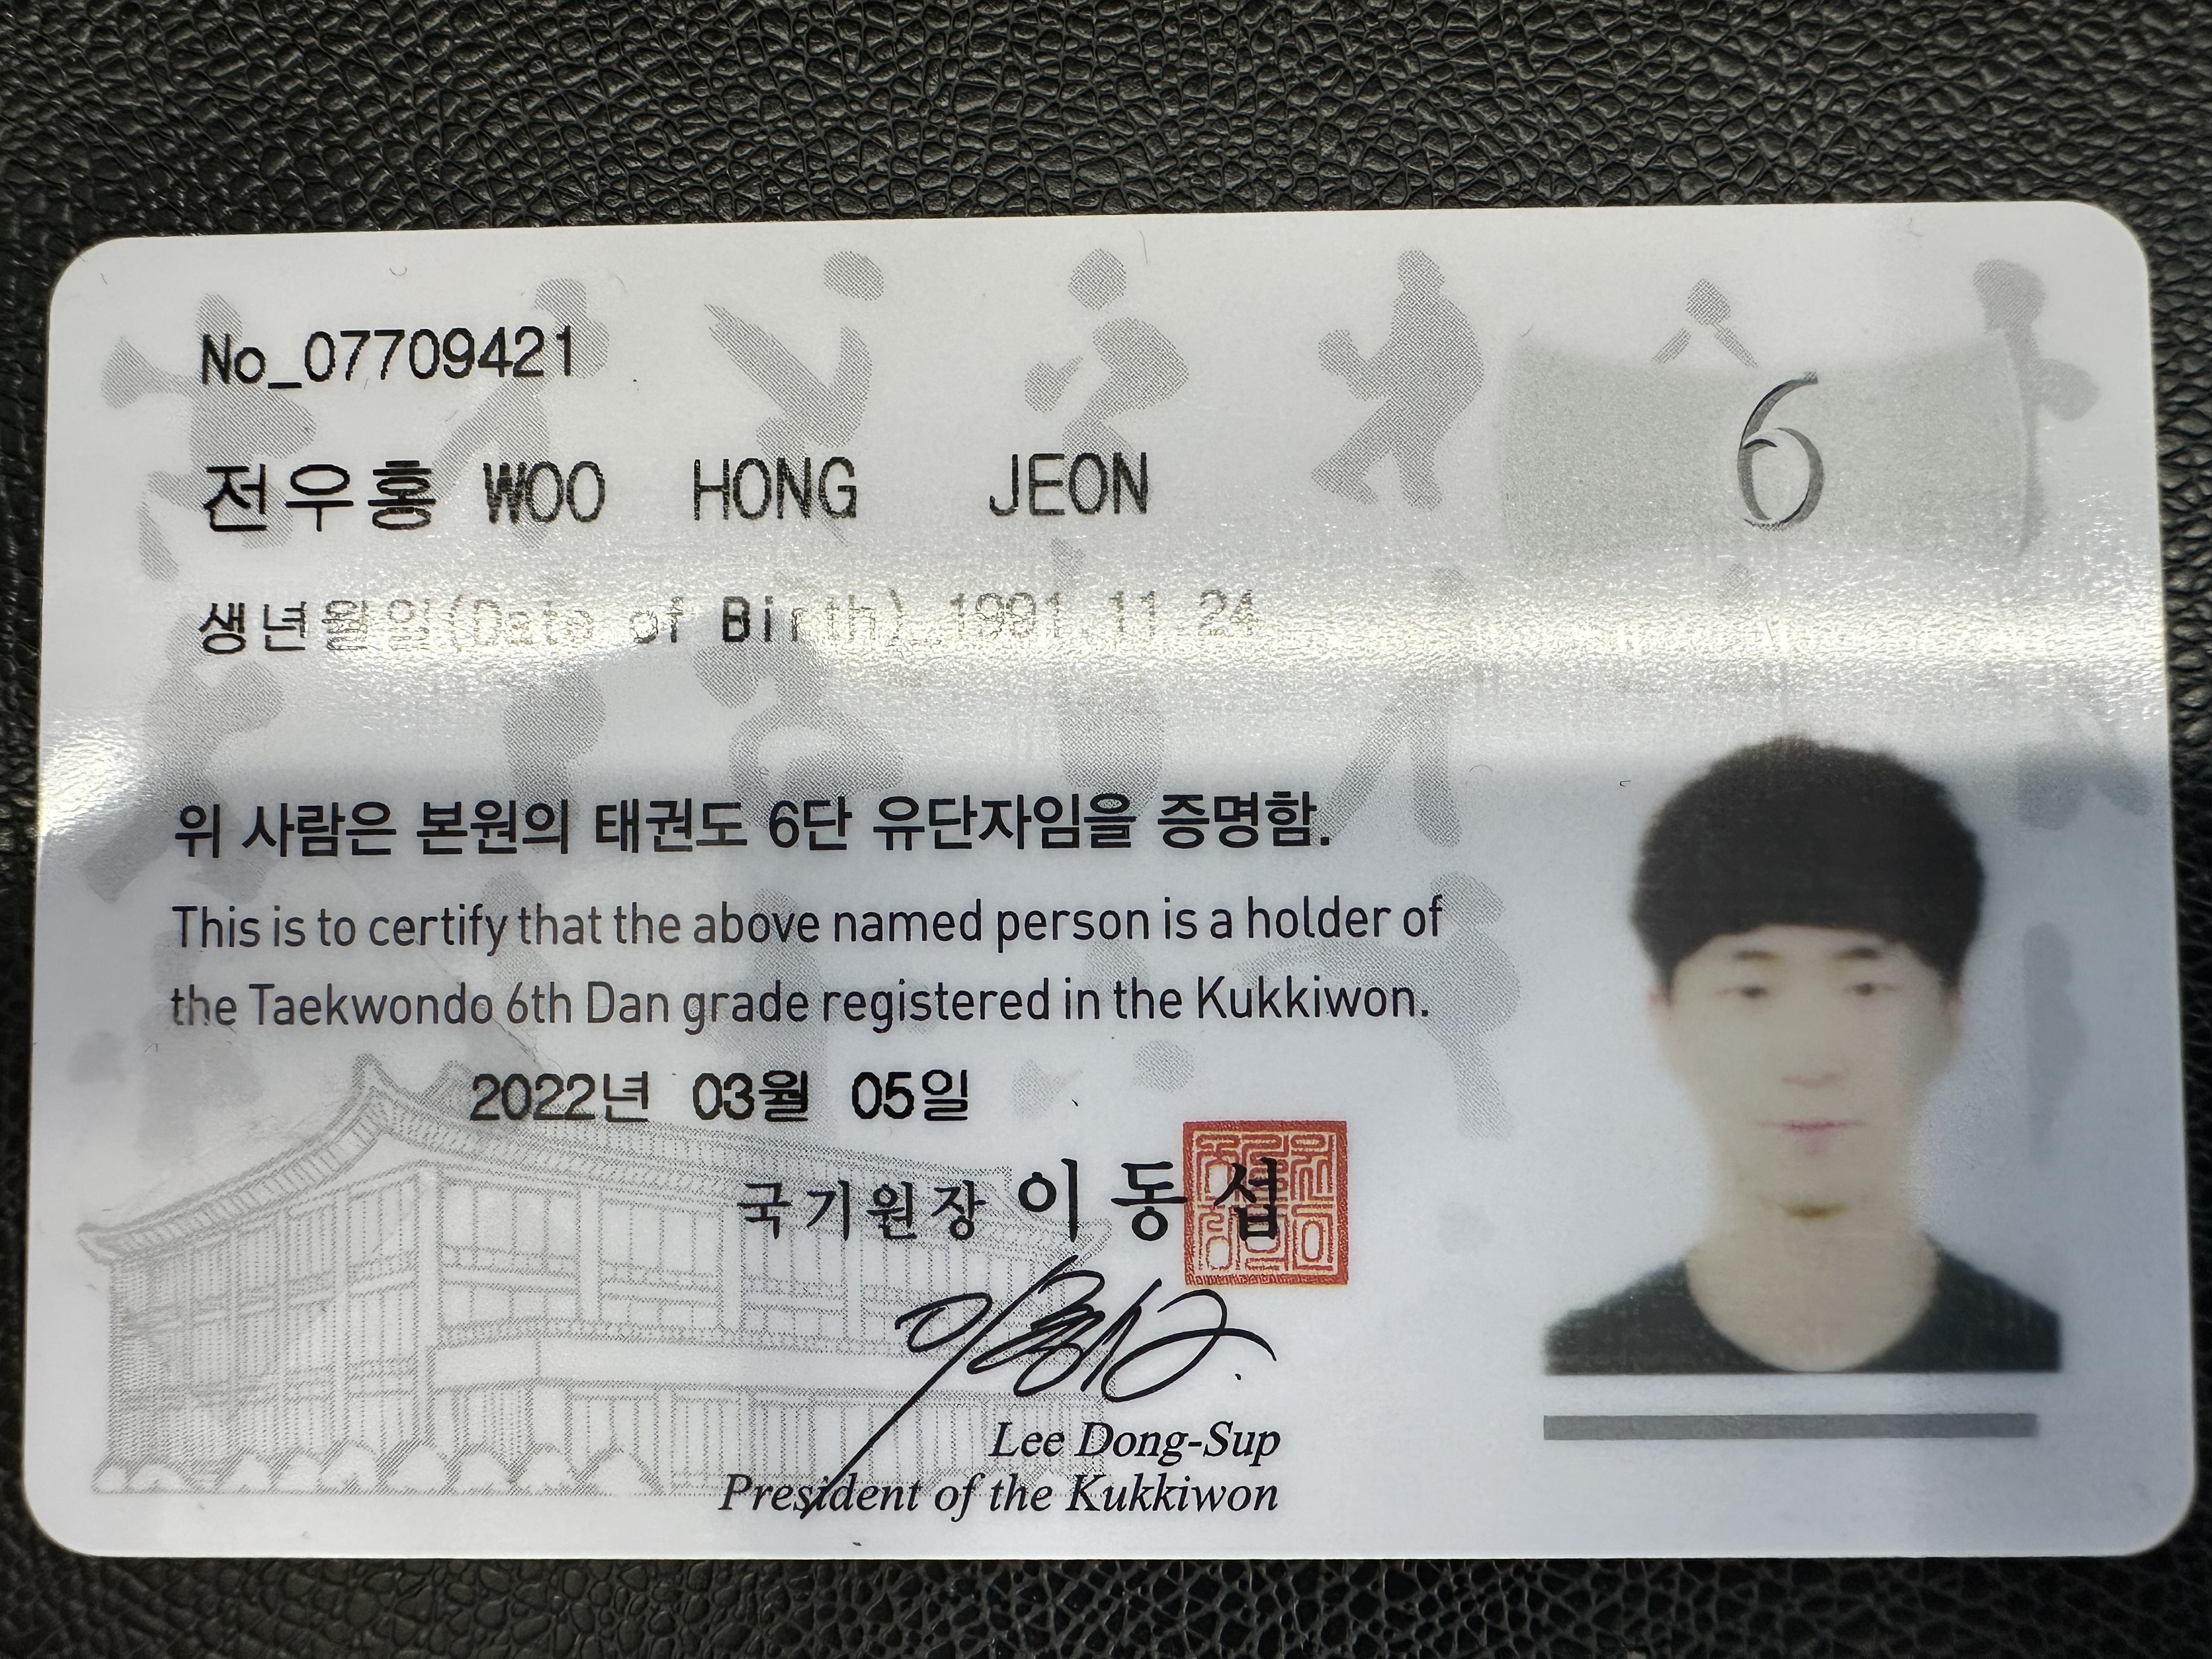 No_07709421
6
전우홍 WOO HONG JEON
생년월일(Date of Birth) 1991.11.24
위 사람은 본원의 태권도 6단 유단자임을 증명함.
This is to certify that the above named person is a holder of
the Taekwondo 6th Dan grade registered in the Kukkiwon.
2022년 03월 05일
국기원장 이동섭
Lee Dong-Sup
President of the Kukkiwon